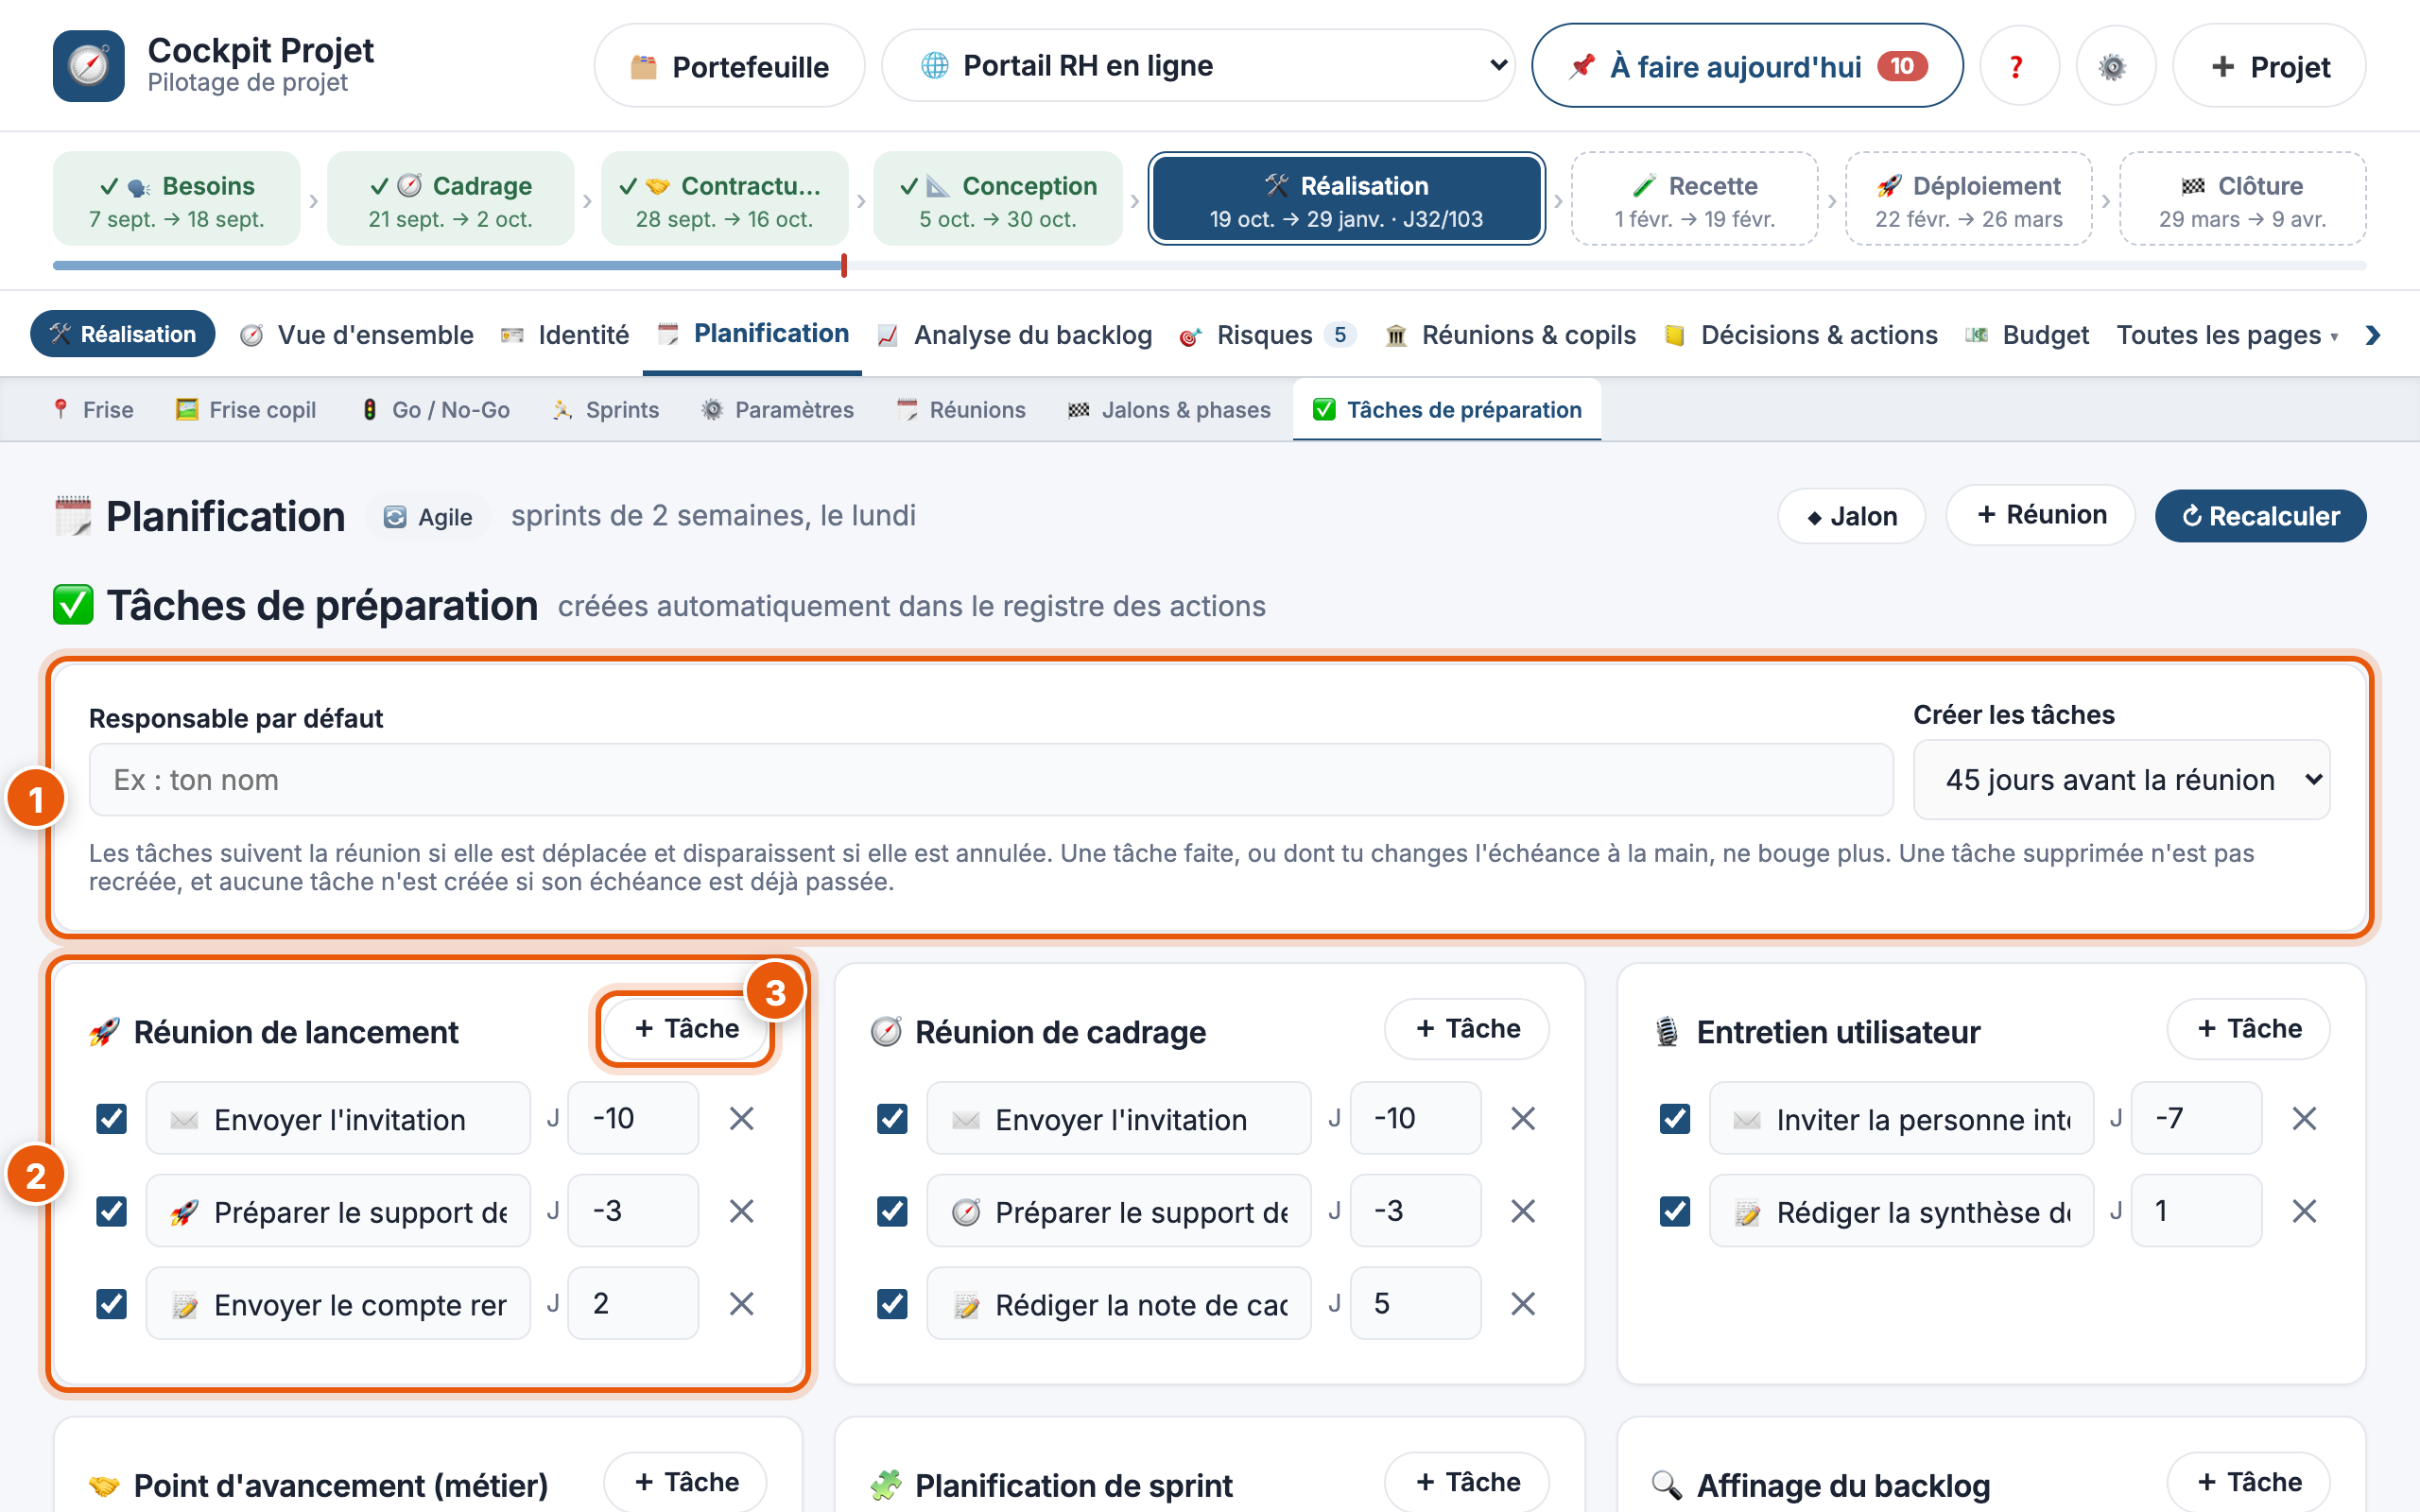 Cockpit Projet
Pilotage de projet
Portefeuille
Portail RH en ligne
À faire aujourd'hui 10
?
+ Projet
✓ Besoins
7 sept. → 18 sept.
✓ Cadrage
21 sept. → 2 oct.
✓ Contractu...
28 sept. → 16 oct.
✓ Conception
5 oct. → 30 oct.
Réalisation
19 oct. → 29 janv. · J32/103
Recette
1 févr. → 19 févr.
Déploiement
22 févr. → 26 mars
Clôture
29 mars → 9 avr.
Réalisation
Vue d'ensemble
Identité
Planification
Analyse du backlog
Risques 5
Réunions & copils
Décisions & actions
Budget
Toutes les pages
Frise
Frise copil
Go / No-Go
Sprints
Paramètres
Réunions
Jalons & phases
Tâches de préparation
Planification
Agile
sprints de 2 semaines, le lundi
◆ Jalon
+ Réunion
↻ Recalculer
Tâches de préparation
créées automatiquement dans le registre des actions
1
Responsable par défaut
Ex : ton nom
Créer les tâches
45 jours avant la réunion
Les tâches suivent la réunion si elle est déplacée et disparaissent si elle est annulée. Une tâche faite, ou dont tu changes l'échéance à la main, ne bouge plus. Une tâche supprimée n'est pas
recréée, et aucune tâche n'est créée si son échéance est déjà passée.
2
Réunion de lancement
+ Tâche
3
Envoyer l'invitation J -10
Préparer le support de J -3
Envoyer le compte rer J 2
Réunion de cadrage
+ Tâche
Envoyer l'invitation J -10
Préparer le support de J -3
Rédiger la note de cac J 5
Entretien utilisateur
+ Tâche
Inviter la personne inte J -7
Rédiger la synthèse de J 1
Point d'avancement (métier)
+ Tâche
Planification de sprint
+ Tâche
Affinage du backlog
+ Tâche